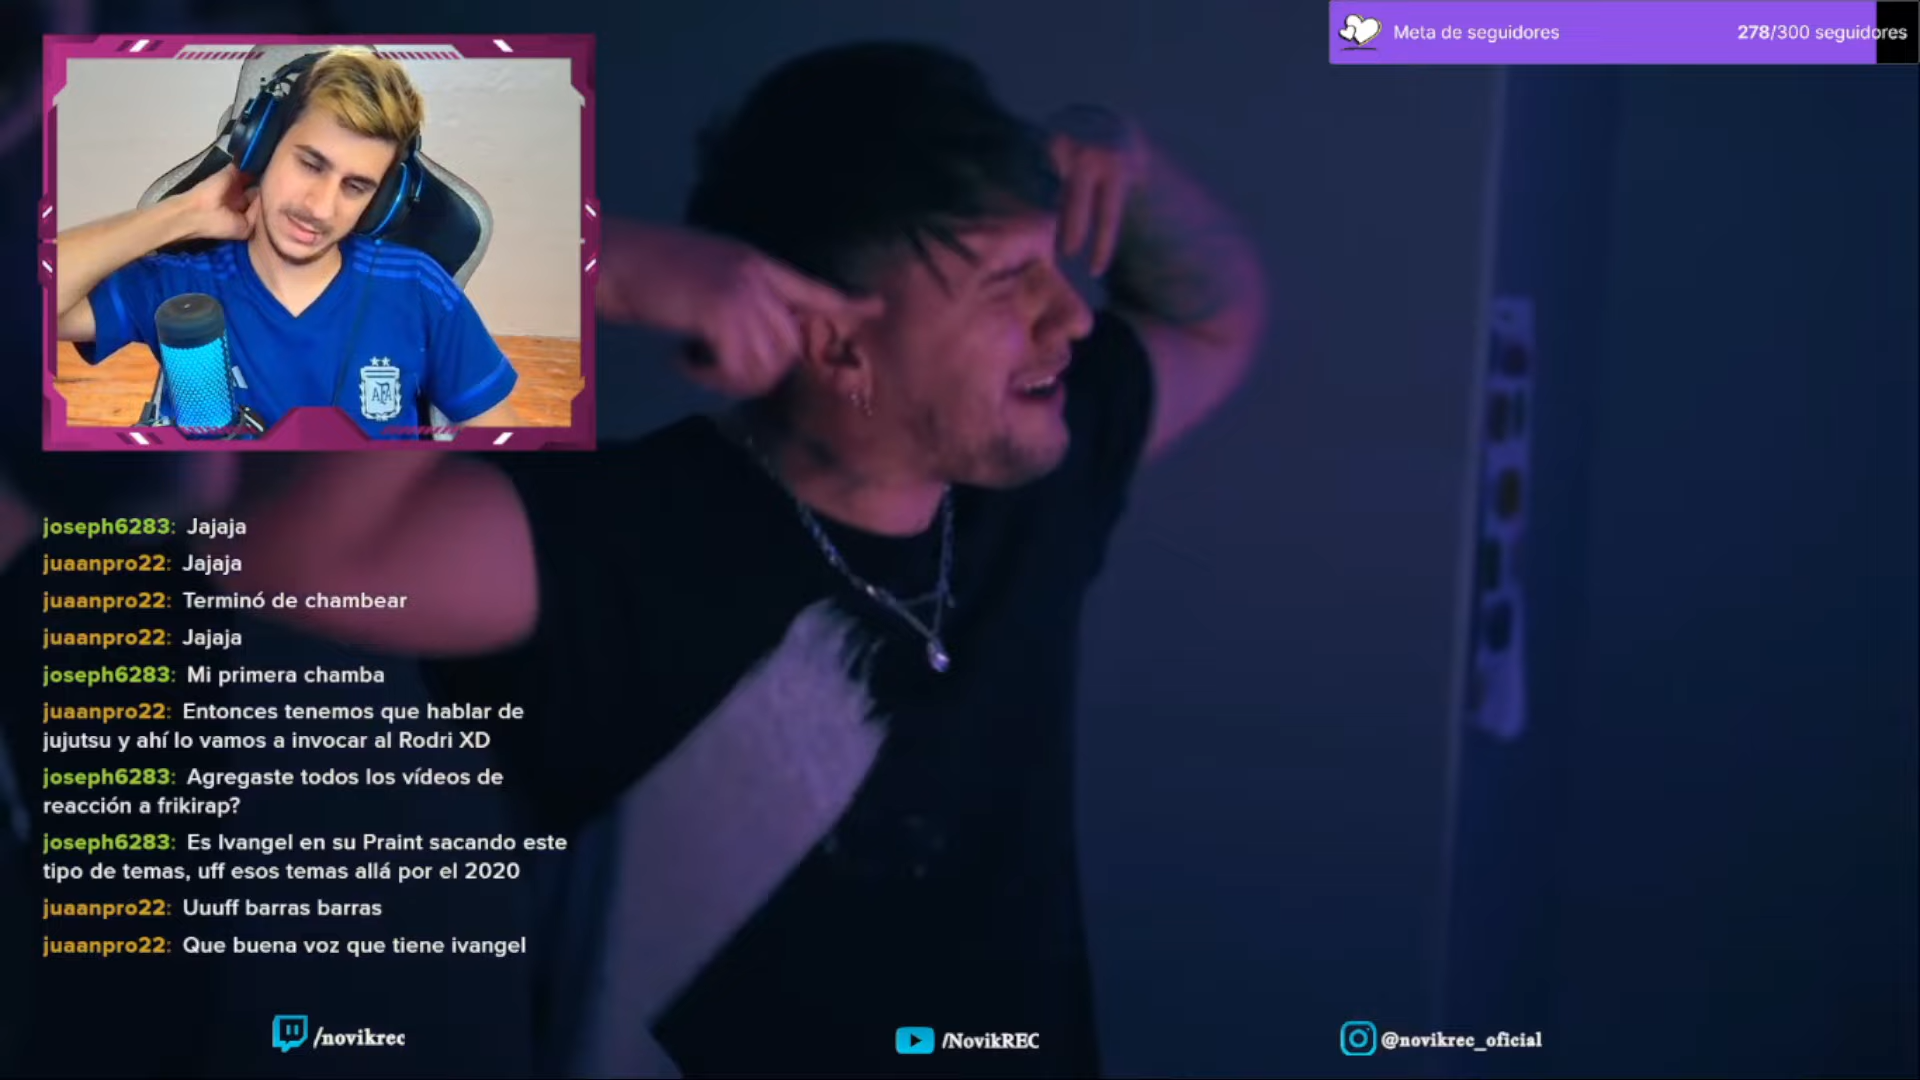 Meta de seguidores
278/300 seguidores
AFA
joseph6283: Jajaja
juaanpro22: Jajaja
juaanpro22: Terminó de chambear
juaanpro22: Jajaja
joseph6283: Mi primera chamba
juaanpro22: Entonces tenemos que hablar de
jujutsu y ahí lo vamos a invocar al Rodri XD
joseph6283: Agregaste todos los vídeos de
reacción a frikirap?
joseph6283: Es Ivangel en su Praint sacando este
tipo de temas, uff esos temas allá por el 2020
juaanpro22: Uuuff barras barras
juaanpro22: Que buena voz que tiene ivangel
/novikrec
/NovikREC
@novikrec_oficial